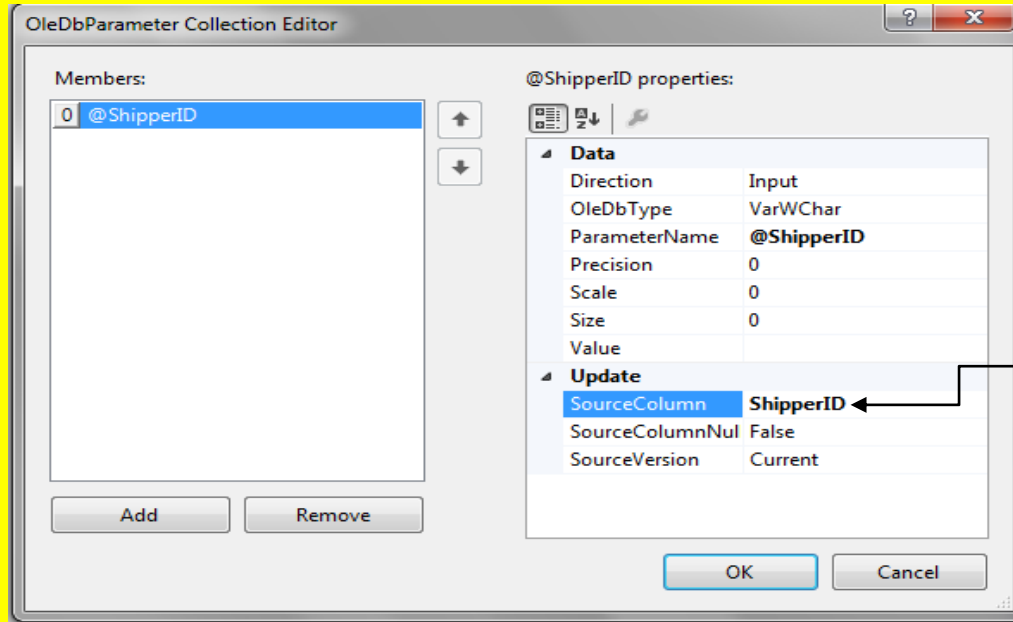 OleDbParameter Collection Editor
?
Members:
@ShipperID properties:
0 @ShipperID
A Z
Data
Direction Input
OleDbType VarWChar
ParameterName @ShipperID
Precision 0
Scale 0
Size 0
Value
Update
SourceColumn ShipperID
SourceColumnNul False
SourceVersion Current
Add Remove
OK Cancel